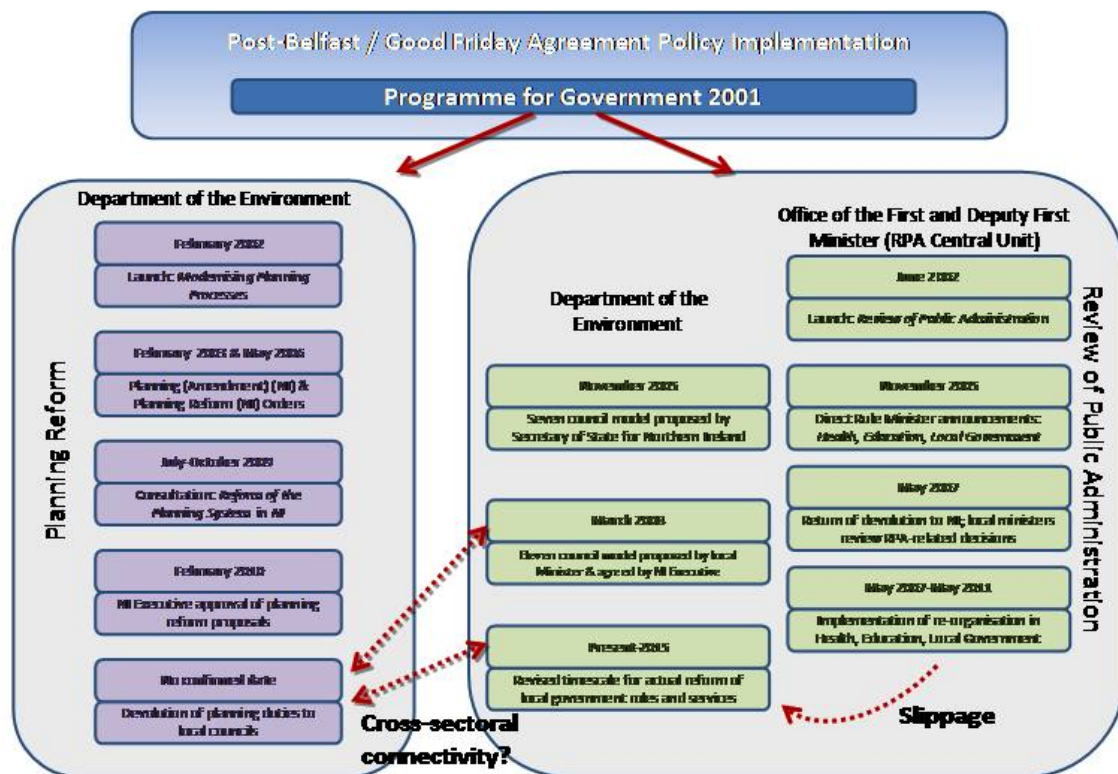 Post-Belfast / Good Friday Agreement Policy Implementation
Programme for Government 2001
Planning Reform
Department of the Environment
February 2002
Launch: Modernising Planning
Processes
February 2003 & May 2006
Planning (Amendment) (NI) &
Planning Reform (NI) Orders
July-October 2009
Consultation: Reform of the
Planning System in NI
February 2010
NI Executive approval of planning
reform proposals
No confirmed date
Devolution of planning duties to
local councils
Cross-sectoral
connectivity?
Department of the
Environment
November 2005
Seven council model proposed by
Secretary of State for Northern Ireland
March 2008
Eleven council model proposed by local
Minister & agreed by NI Executive
Present-2015
Revised timescale for actual reform of
local government roles and services
Office of the First and Deputy First
Minister (RPA Central Unit)
June 2002
Launch: Review of Public Administration
November 2005
Direct Rule Minister announcements:
Health, Education, Local Government
May 2007
Return of devolution to NI; local ministers
review RPA-related decisions
May 2007-May 2011
Implementation of re-organisation in
Health, Education, Local Government
Slippage
Review of Public Administration